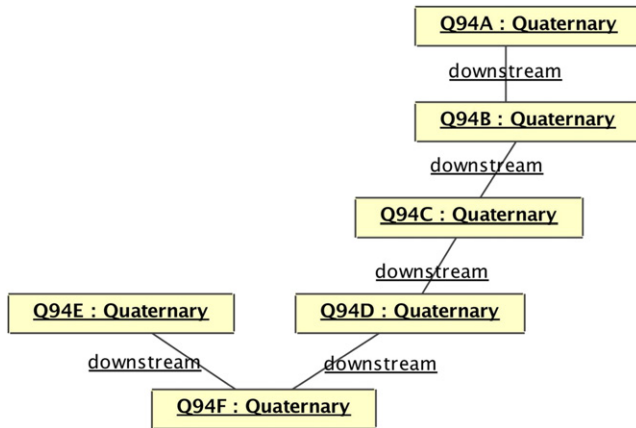 Q94A : Quaternary
downstream
Q94B : Quaternary
downstream
Q94C : Quaternary
downstream
Q94E : Quaternary
Q94D : Quaternary
downstream
downstream
Q94F : Quaternary